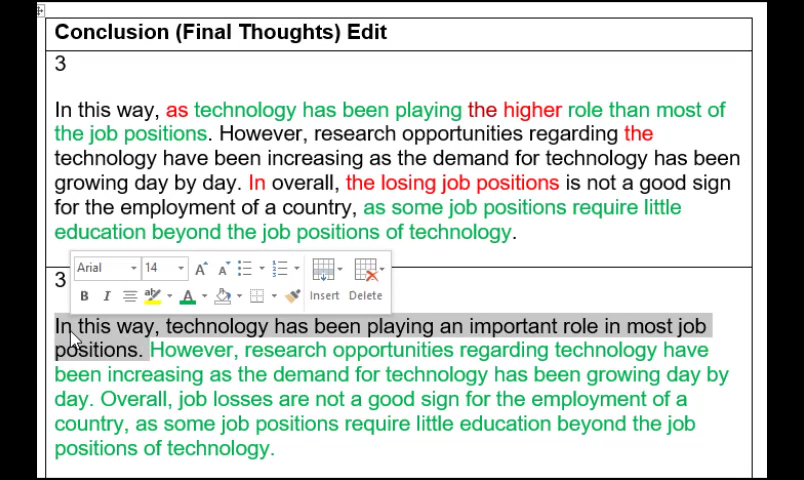 Conclusion (Final Thoughts) Edit
3
In this way, as technology has been playing the higher role than most of
the job positions. However, research opportunities regarding the
technology have been increasing as the demand for technology has been
growing day by day. In overall, the losing job positions is not a good sign
for the employment of a country, as some job positions require little
education beyond the job positions of technology.
3
Arial 14
B I Insert Delete
In this way, technology has been playing an important role in most job
positions. However, research opportunities regarding technology have
been increasing as the demand for technology has been growing day by
day. Overall, job losses are not a good sign for the employment of a
country, as some job positions require little education beyond the job
positions of technology.